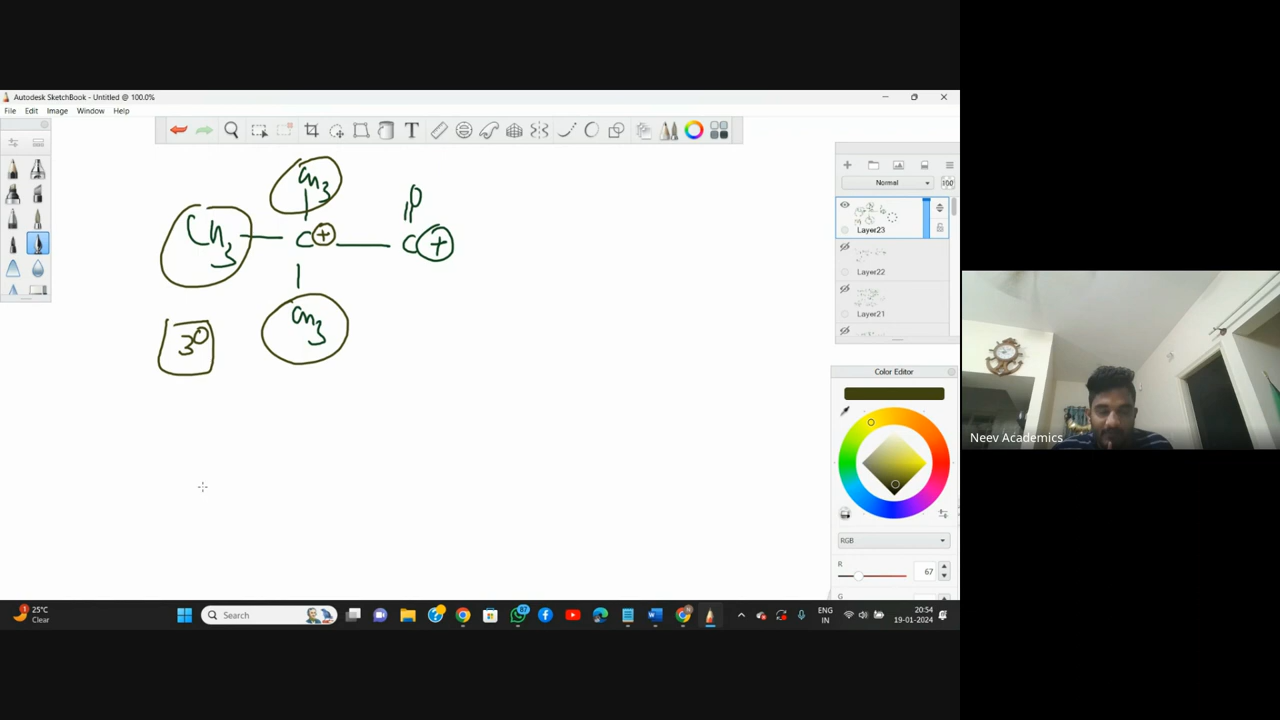 Autodesk SketchBook - Untitled @ 100.0%
File Edit Image Window Help
T
Normal
100
Layer23
Layer22
Layer21
CH3
O
CH3 C + C +
CH3
3°
Color Editor
RGB
R 67
G
Neev Academics
1
25°C
Clear
Search
87
W
N
ENG
IN
20:54
19-01-2024